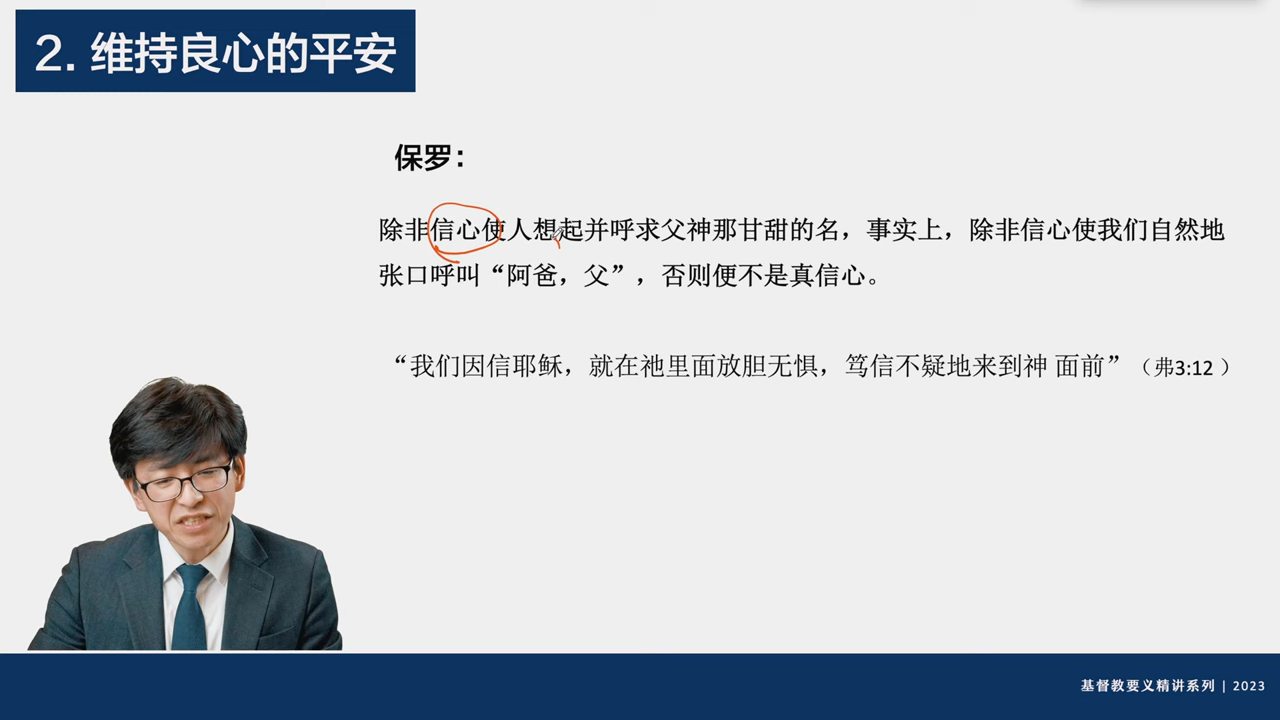 2. 维持良心的平安
保罗：
除非信心使人想起并呼求父神那甘甜的名，事实上，除非信心使我们自然地
张口呼叫“阿爸，父”，否则便不是真信心。
“我们因信耶稣，就在祂里面放胆无惧，笃信不疑地来到神 面前”（弗3:12 ）
基督教要义精讲系列 | 2023